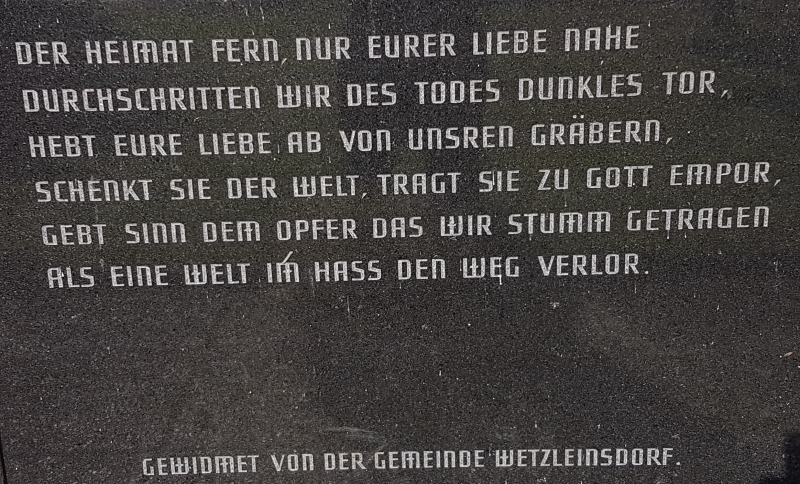 DER HEIMAT FERN, NUR EURER LIEBE NAHE
DURCHSCHRITTEN WIR DES TODES DUNKLES TOR,
HEBT EURE LIEBE AB VON UNSREN GRÄBERN,
SCHENKT SIE DER WELT, TRAGT SIE ZU GOTT EMPOR,
GEBT SINN DEM OPFER DAS WIR STUMM GETRAGEN
ALS EINE WELT IM HASS DEN WEG VERLOR.
GEWIDMET VON DER GEMEINDE WETZLEINSDORF.